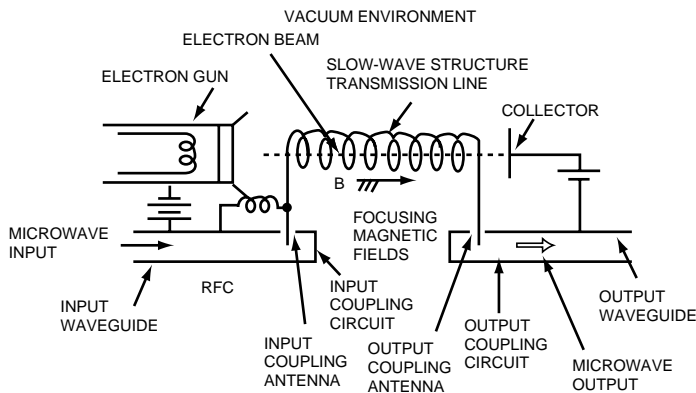 VACUUM ENVIRONMENT
ELECTRON BEAM
SLOW-WAVE STRUCTURE
TRANSMISSION LINE
ELECTRON GUN
COLLECTOR
B
FOCUSING
MAGNETIC
FIELDS
MICROWAVE
INPUT
RFC
INPUT
WAVEGUIDE
INPUT
COUPLING
CIRCUIT
INPUT
COUPLING
ANTENNA
OUTPUT
COUPLING
ANTENNA
OUTPUT
COUPLING
CIRCUIT
OUTPUT
WAVEGUIDE
MICROWAVE
OUTPUT